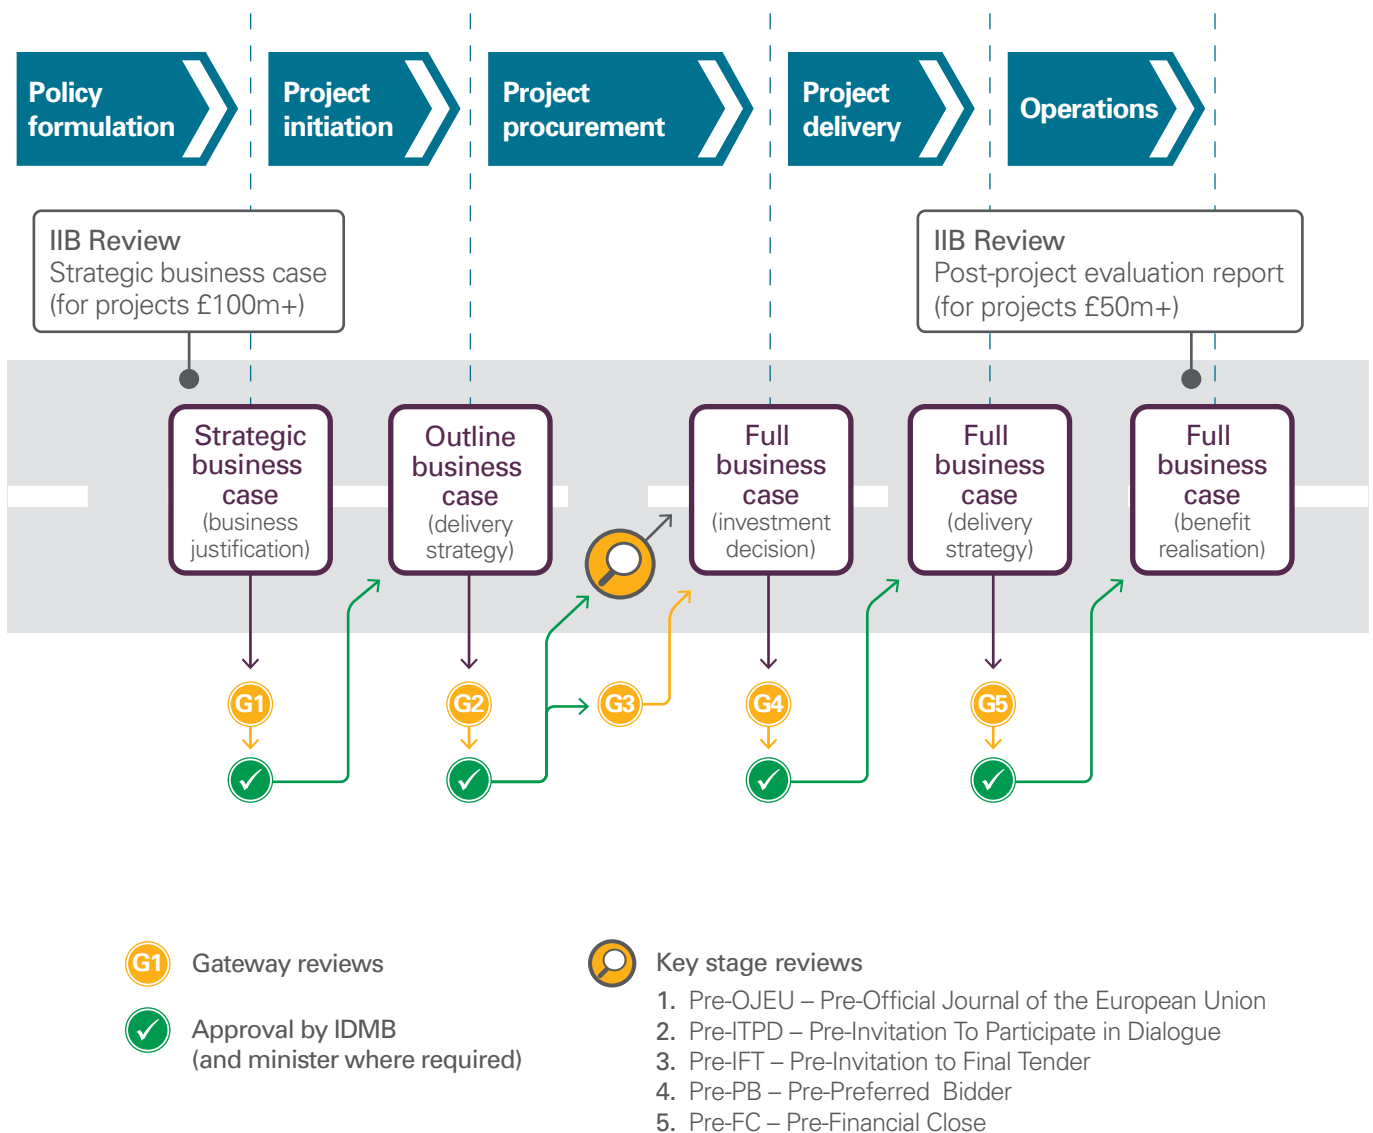 Policy
formulation
Project
initiation
Project
procurement
Project
delivery
Operations
IIB Review
Strategic business case
(for projects £100m+)
IIB Review
Post-project evaluation report
(for projects £50m+)
Strategic
business
case
(business
justification)
Outline
business
case
(delivery
strategy)
Full
business
case
(investment
decision)
Full
business
case
(delivery
strategy)
Full
business
case
(benefit
realisation)
G1
G2
G3
G4
G5
G1
Gateway reviews
Approval by IDMB
(and minister where required)
Key stage reviews
1. Pre-OJEU – Pre-Official Journal of the European Union
2. Pre-ITPD – Pre-Invitation To Participate in Dialogue
3. Pre-IFT – Pre-Invitation to Final Tender
4. Pre-PB – Pre-Preferred Bidder
5. Pre-FC – Pre-Financial Close